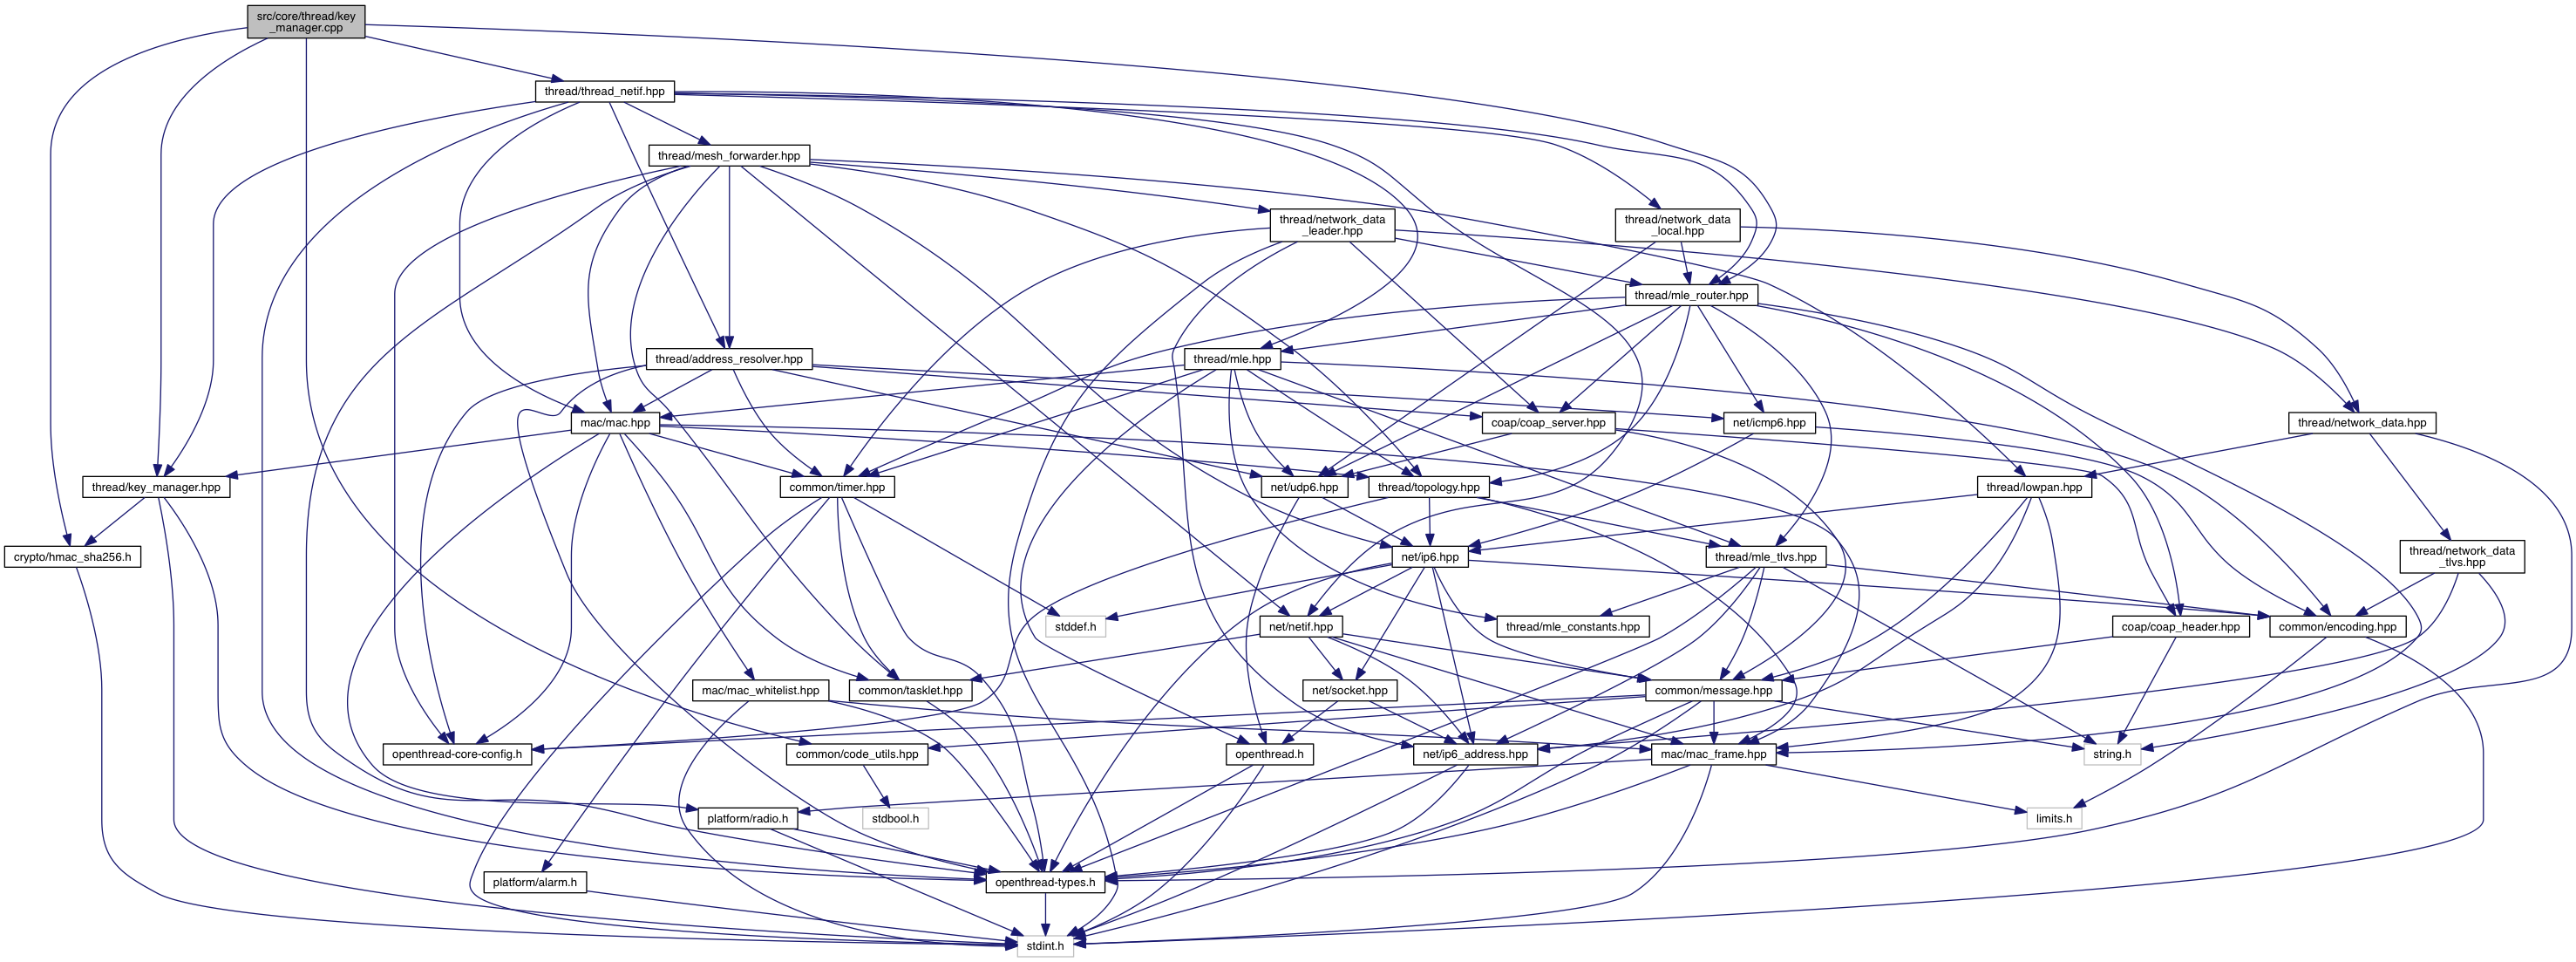 src/core/thread/key
_manager.cpp
thread/thread_netif.hpp
thread/mesh_forwarder.hpp
thread/network_data
_leader.hpp
thread/network_data
_local.hpp
thread/mle_router.hpp
thread/address_resolver.hpp
thread/mle.hpp
mac/mac.hpp
coap/coap_server.hpp
net/icmp6.hpp
thread/network_data.hpp
thread/key_manager.hpp
common/timer.hpp
net/udp6.hpp
thread/topology.hpp
thread/lowpan.hpp
crypto/hmac_sha256.h
net/ip6.hpp
thread/mle_tlvs.hpp
thread/network_data
_tlvs.hpp
stddef.h
net/netif.hpp
thread/mle_constants.hpp
coap/coap_header.hpp
common/encoding.hpp
mac/mac_whitelist.hpp
common/tasklet.hpp
net/socket.hpp
common/message.hpp
openthread-core-config.h
common/code_utils.hpp
openthread.h
net/ip6_address.hpp
mac/mac_frame.hpp
string.h
platform/radio.h
stdbool.h
limits.h
platform/alarm.h
openthread-types.h
stdint.h